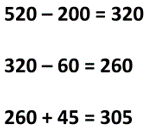 520 – 200 = 320
320 – 60 = 260
260 + 45 = 305